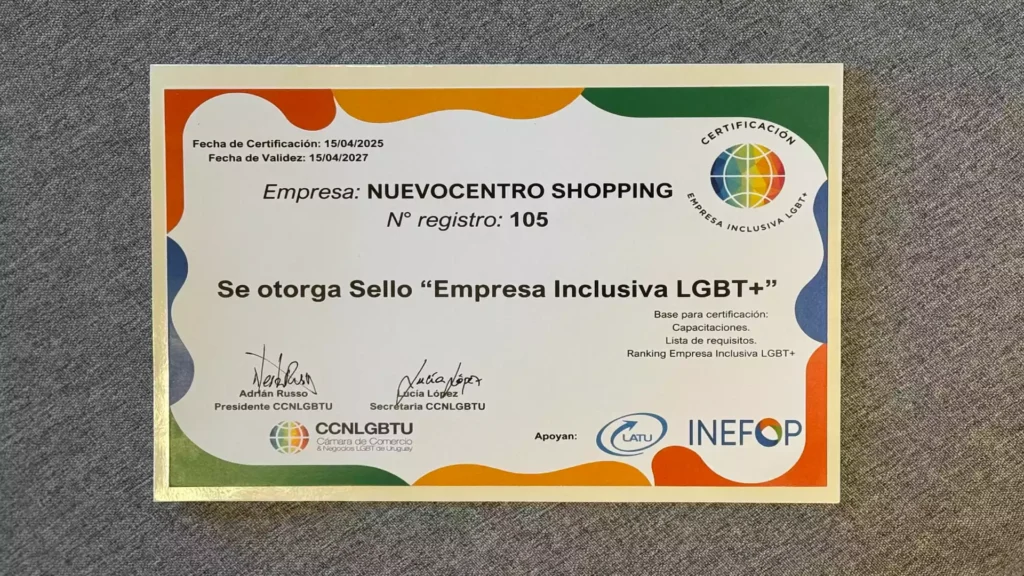 Fecha de Certificación: 15/04/2025
Fecha de Validez: 15/04/2027
CERTIFICACIÓN
EMPRESA INCLUSIVA LGBT+
Empresa: NUEVOCENTRO SHOPPING
N° registro: 105
Se otorga Sello “Empresa Inclusiva LGBT+”
Base para certificación:
Capacitaciones.
Lista de requisitos.
Ranking Empresa Inclusiva LGBT+
Lucía López
Adrián Russo
Presidente CCNLGBTU
Lucía López
Secretaria CCNLGBTU
CCNLGBTU
Cámara de Comercio
& Negocios LGBT de Uruguay
Apoyan:
LATU
INEFOP